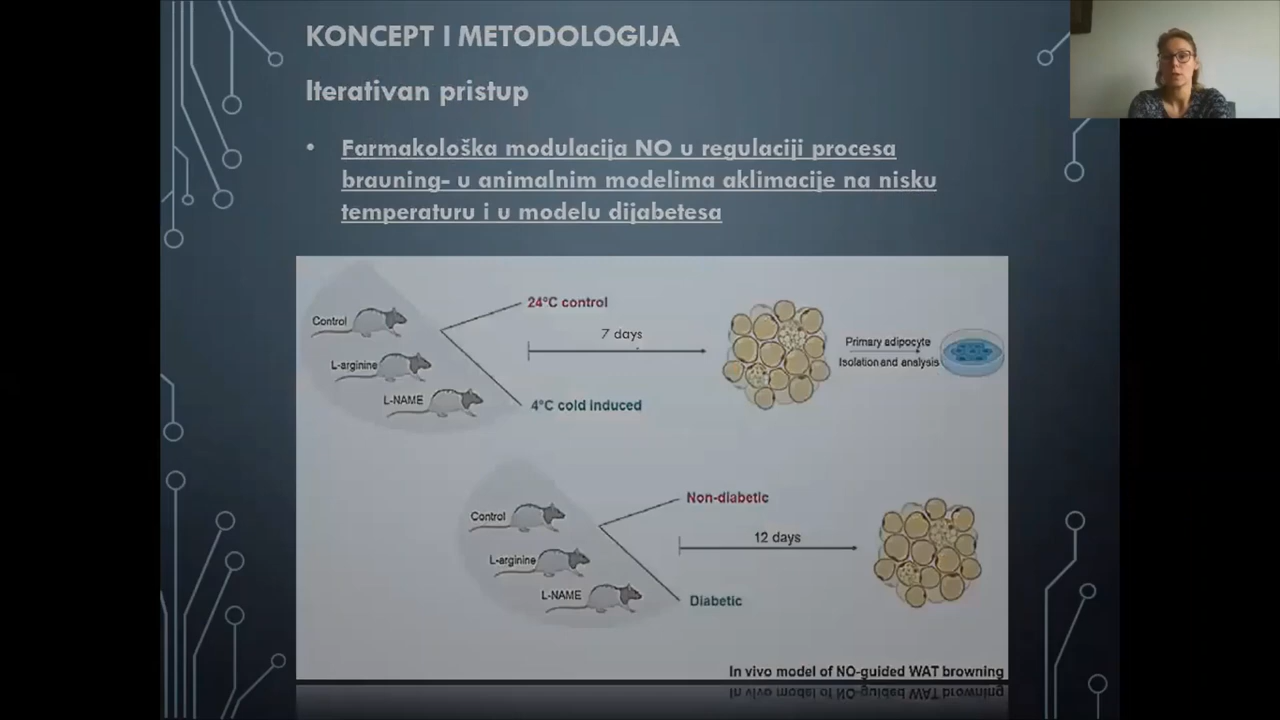 KONCEPT I METODOLOGIJA
Iterativan pristup
• Farmakološka modulacija NO u regulaciji procesa
brauning- u animalnim modelima aklimacije na nisku
temperaturu i u modelu dijabetesa
Control
L-arginine
L-NAME
24°C control
7 days
4°C cold induced
Primary adipocyte
Isolation and analysis
Control
L-arginine
L-NAME
Non-diabetic
12 days
Diabetic
In vivo model of NO-guided WAT browning